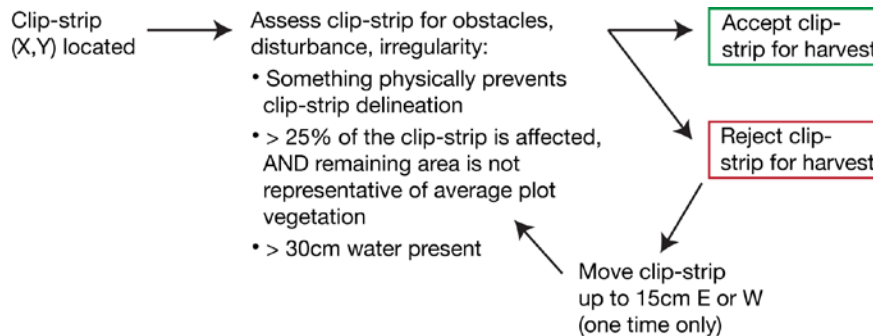 Clip-strip
(X,Y) located
Assess clip-strip for obstacles,
disturbance, irregularity:
• Something physically prevents
clip-strip delineation
• > 25% of the clip-strip is affected,
AND remaining area is not
representative of average plot
vegetation
• > 30cm water present
Accept clip-
strip for harvest
Reject clip-
strip for harvest
Move clip-strip
up to 15cm E or W
(one time only)